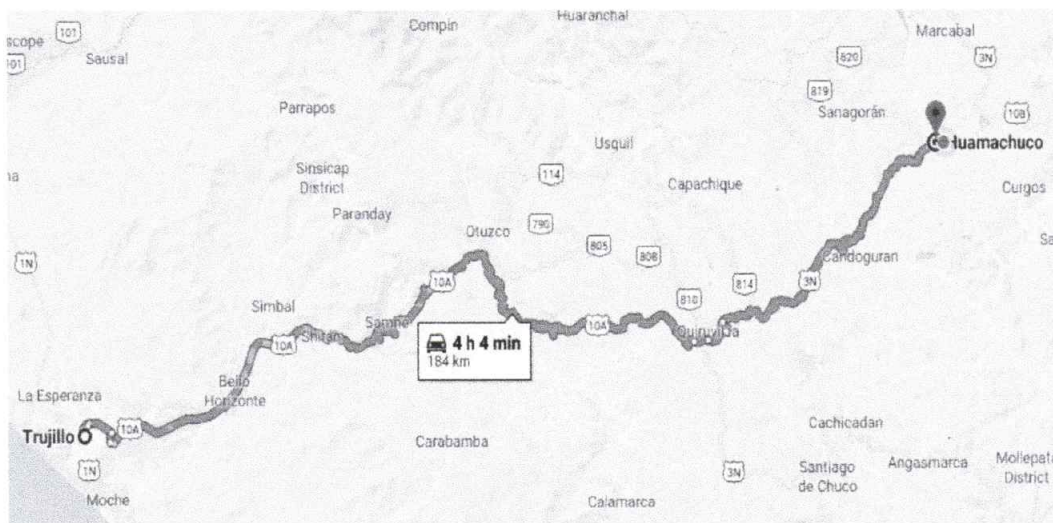 Compin
Huaranchal
101
scope
Sausal
101
Marcabal
820
3N
819
Parrapos
Sanagorán
10B
Usquil
Huamachuco
Sinsicap
District
114
Capachique
Curgos
Paranday
790
Otuzco
805
808
Sa
1N
Candoguran
10A
3N
814
810
Simbal
10A
Shiran
Samne
10A
Quiruvilca
4 h 4 min
184 km
Bello
Horizonte
La Esperanza
10A
Trujillo
Carabamba
Cachicadan
1N
Moche
3N
Santiago
de Chuco
Angasmarca
Mollepata
District
Calamarca